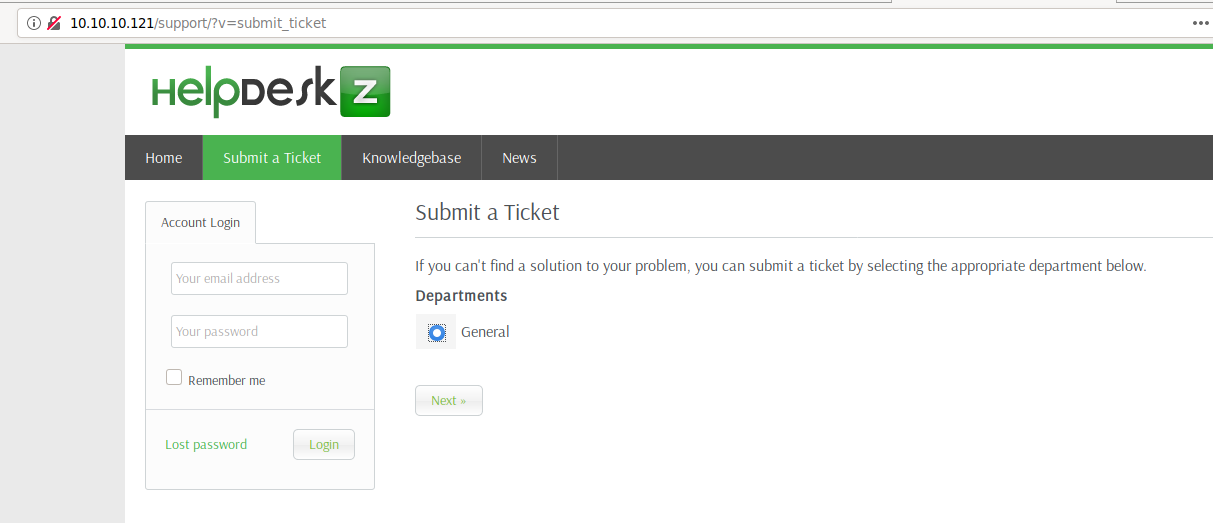 10.10.10.121/support/?v=submit_ticket
HelpDesk Z
Home Submit a Ticket Knowledgebase News
Account Login
Your email address
Your password
Remember me
Lost password Login
Submit a Ticket
If you can't find a solution to your problem, you can submit a ticket by selecting the appropriate department below.
Departments
General
Next »